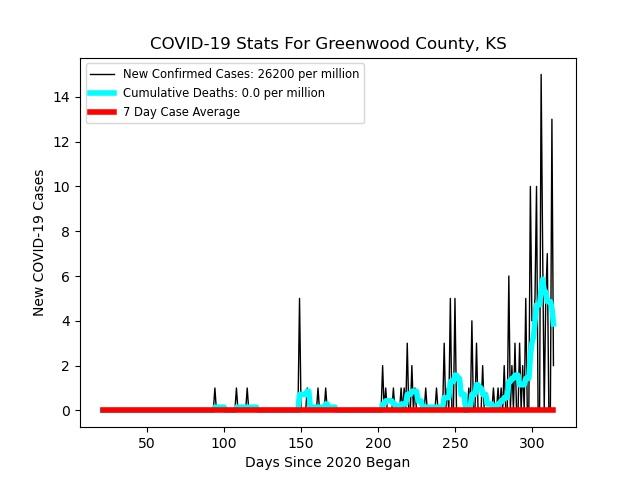 COVID-19 Stats For Greenwood County, KS
New Confirmed Cases: 26200 per million
Cumulative Deaths: 0.0 per million
7 Day Case Average
New COVID-19 Cases
14
12
10
8
6
4
2
0
50 100 150 200 250 300
Days Since 2020 Began